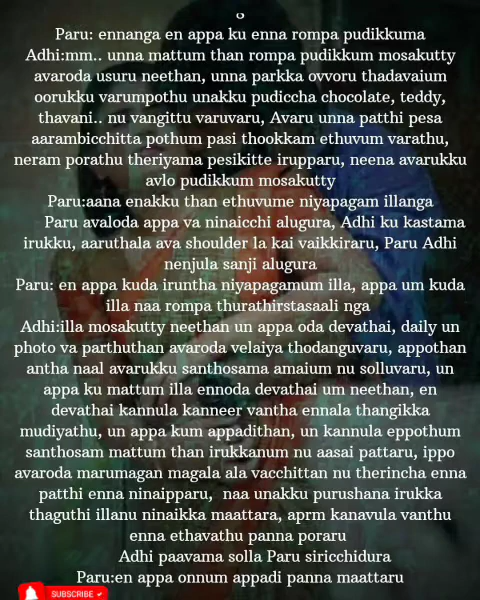 Paru: ennanga en appa ku enna rompa pudikkuma
Adhi:mm.. unna mattum than rompa pudikkum mosakutty
avaroda usuru neethan, unna parkka ovvoru thadavaium
oorukku varumpothu unakku pudiccha chocolate, teddy,
thavani.. nu vangittu varuvaru, Avaru unna patthi pesa
aarambicchitta pothum pasi thookkam ethuvum varathu,
neram porathu theriyama pesikitte irupparu, neena avarukku
avlo pudikkum mosakutty
Paru:aana enakku than ethuvume niyapagam illanga
Paru avaloda appa va ninaicchi alugura, Adhi ku kastama
irukku, aaruthala ava shoulder la kai vaikkiraru, Paru Adhi
nenjula sanji alugura
Paru: en appa kuda iruntha niyapagamum illa, appa um kuda
illa naa rompa thurathirstasaali nga
Adhi:illa mosakutty neethan un appa oda devathai, daily un
photo va parthuthan avaroda velaiya thodanguvaru, appothan
antha naal avarukku santhosama amaium nu solluvaru, un
appa ku mattum illa enmoda devathai um neethan, en
devathai kannula kanneer vantha ennala thangikka
mudiyathu, un appa kum appadithan, un kannula eppothum
santhosam mattum than irukkanum nu aasai pattaru, ippo
avaroda marumagan magala ala vacchittan nu therincha enna
patthi enna ninaipparu, naa unakku purushana irukka
thaguthi illanu ninaikka maattara, aprm kanavula vanthu
enna ethavathu panna poraru
Adhi paavama solla Paru siricchidura
Paru:en appa onnum appadi panna maattaru
SUBSCRIBE